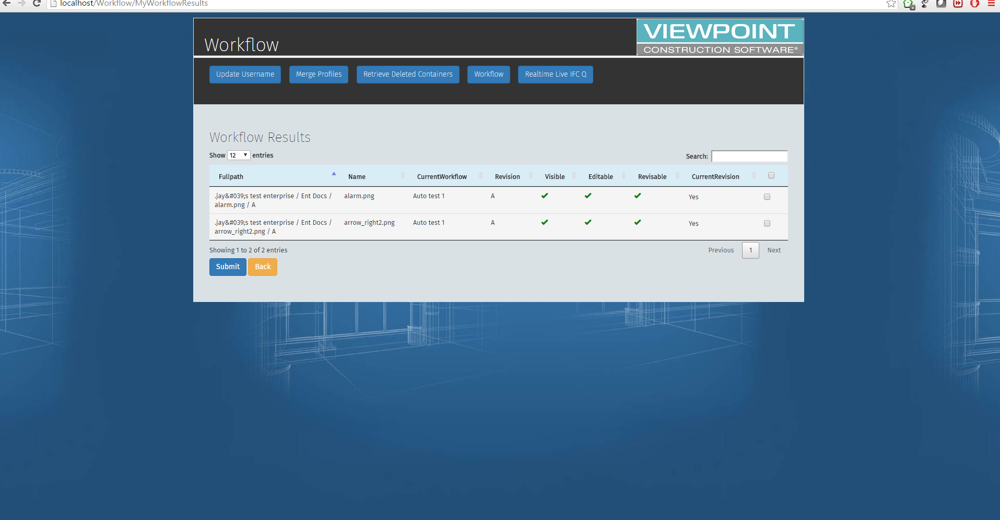 localhost/Workflow/MyWorkflowResults
Workflow
VIEWPOINT
CONSTRUCTION SOFTWARE®
Update Username Merge Profiles Retrieve Deleted Containers Workflow Realtime Live IFC Q
Workflow Results
Show 12 entries Search:
Fullpath Name CurrentWorkflow Revision Visible Editable Revisable CurrentRevision
.jay&#039;s test enterprise / Ent Docs / alarm.png Auto test 1 A Yes
alarm.png / A
.jay&#039;s test enterprise / Ent Docs / arrow_right2.png Auto test 1 A Yes
arrow_right2.png / A
Showing 1 to 2 of 2 entries Previous 1 Next
Submit Back